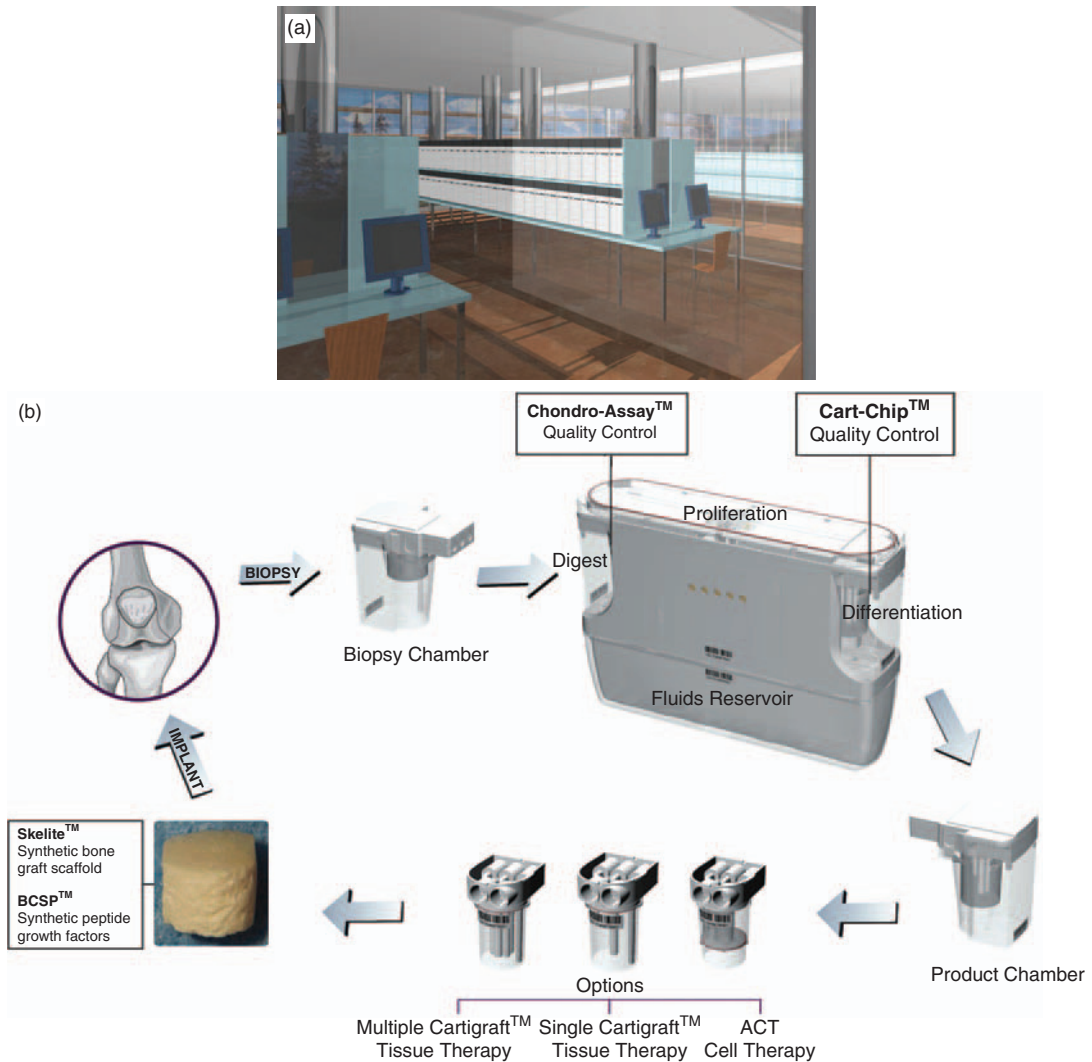 (a)
(b)
Chondro-Assay™
Quality Control
Cart-Chip™
Quality Control
Proliferation
Digest
Differentiation
Fluids Reservoir
BIOPSY
Biopsy Chamber
IMPLANT
Skelite™
Synthetic bone
graft scaffold
BCSP™
Synthetic peptide
growth factors
Options
Multiple Cartigraft™
Tissue Therapy
Single Cartigraft™
Tissue Therapy
ACT
Cell Therapy
Product Chamber